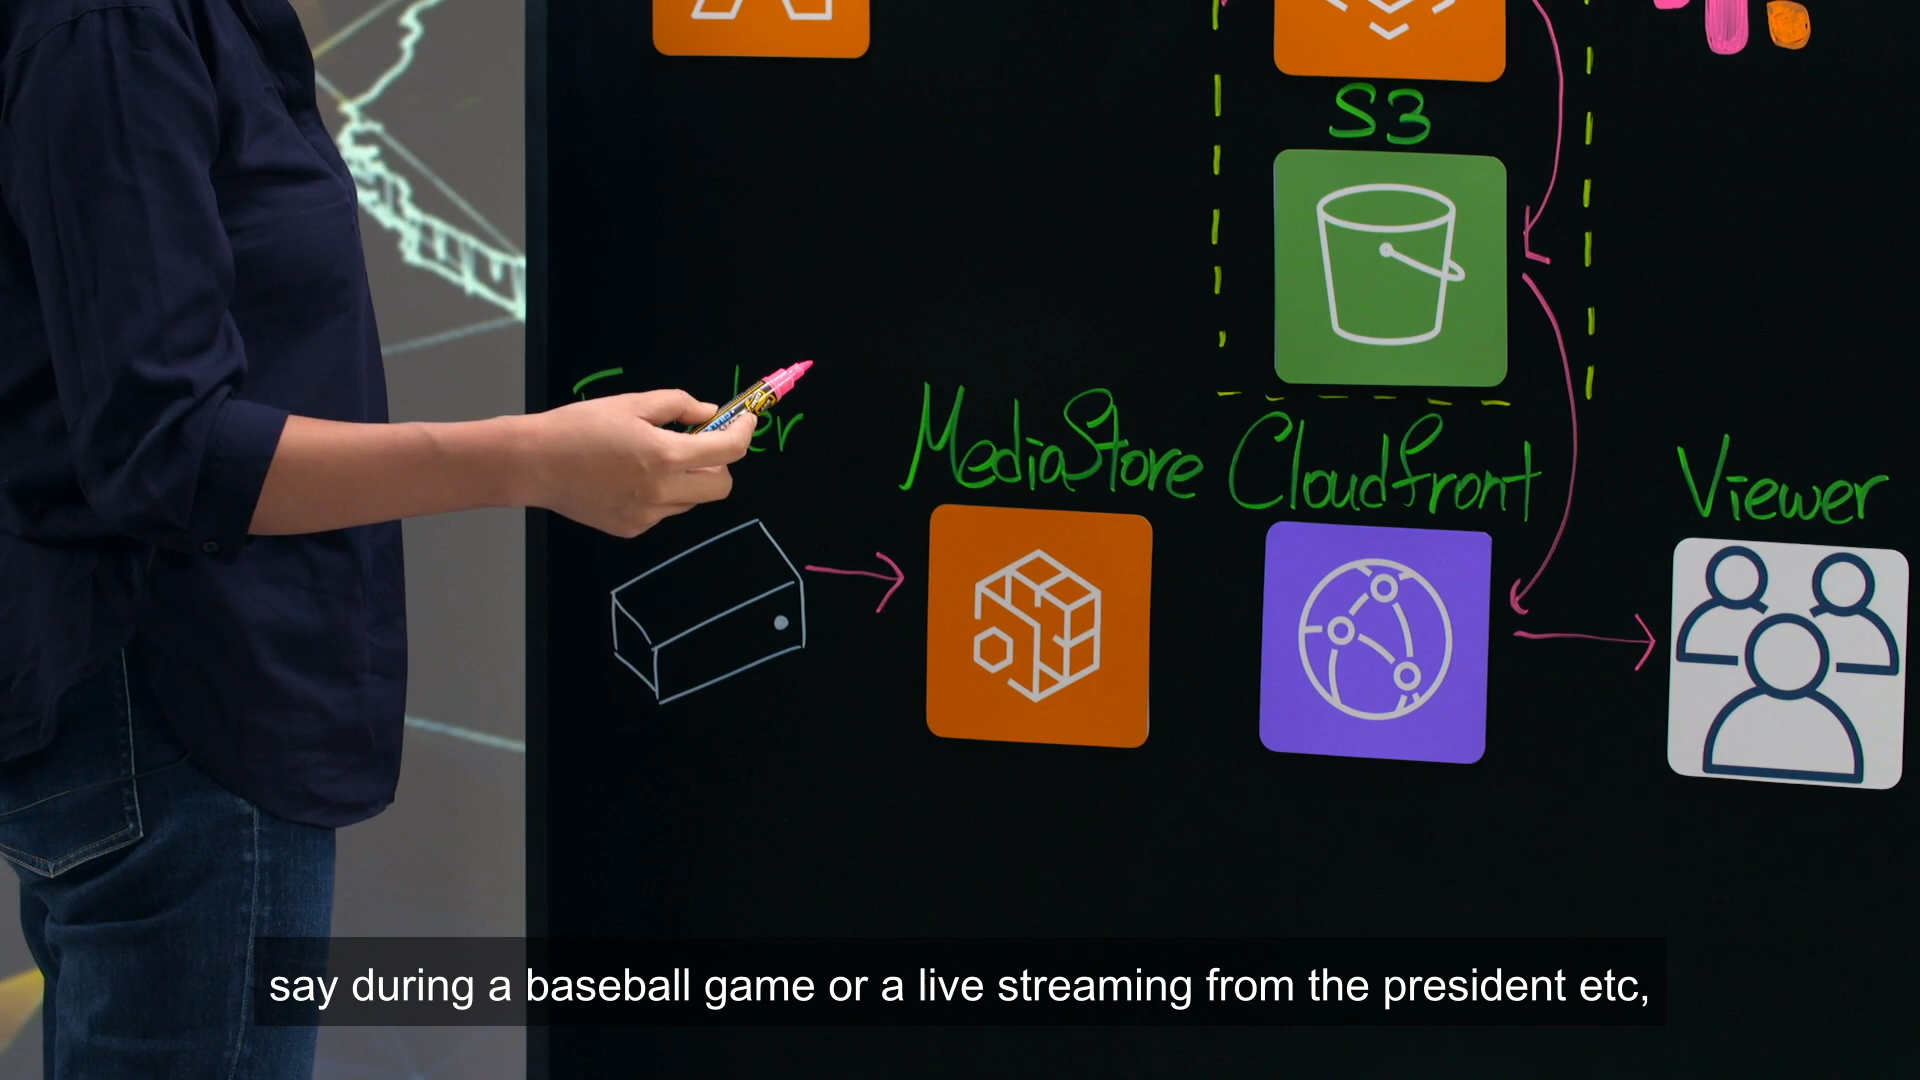 S3
MediaStore
Cloudfront
Viewer
say during a baseball game or a live streaming from the president etc,